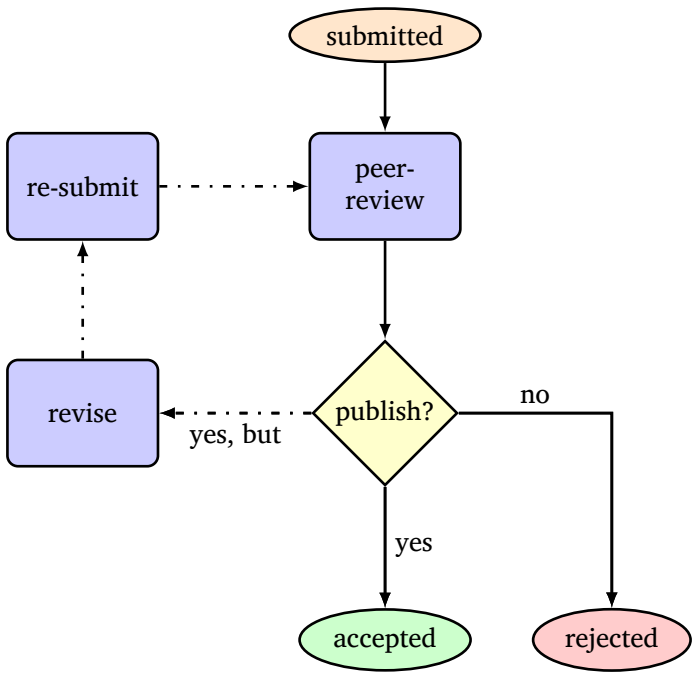 submitted
re-submit
peer-
review
revise
publish?
no
yes, but
yes
accepted
rejected